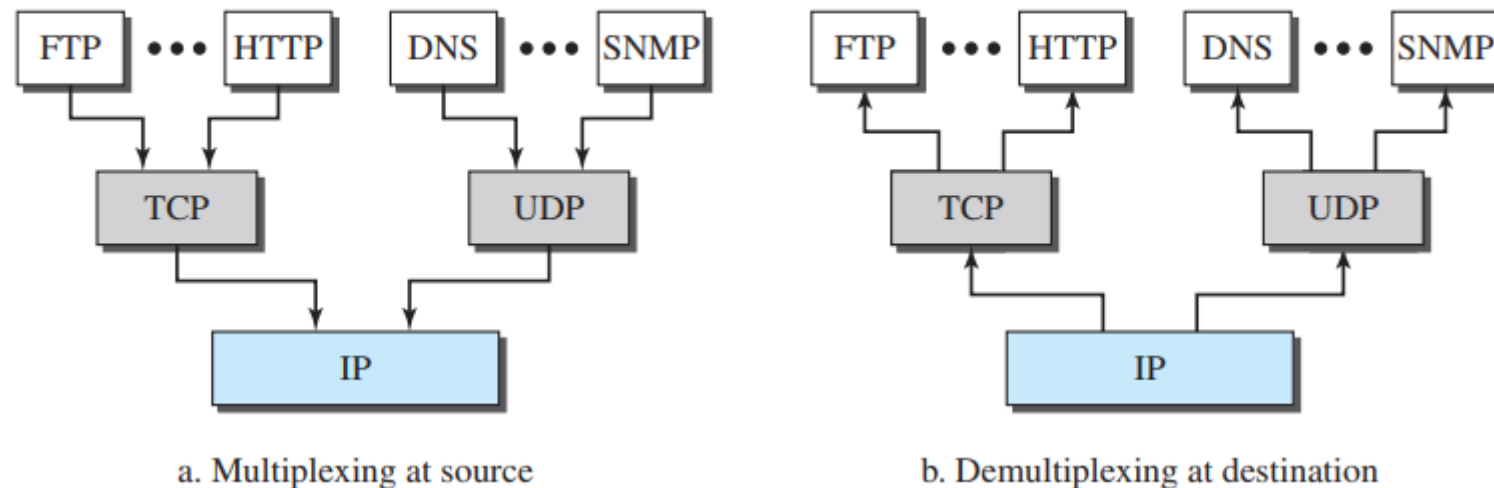 FTP ••• HTTP DNS ••• SNMP FTP ••• HTTP DNS ••• SNMP
TCP UDP TCP UDP
IP IP
a. Multiplexing at source b. Demultiplexing at destination